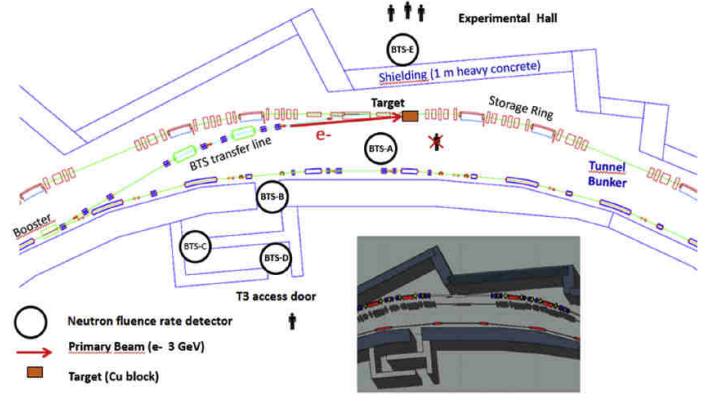 Experimental Hall
BTS-E
Shielding (1 m heavy concrete)
Target
Storage Ring
e-
BTS transfer line
BTS-A
Tunnel
Bunker
Booster
BTS-B
BTS-C
BTS-D
T3 access door
Neutron fluence rate detector
Primary Beam (e- 3 GeV)
Target (Cu block)